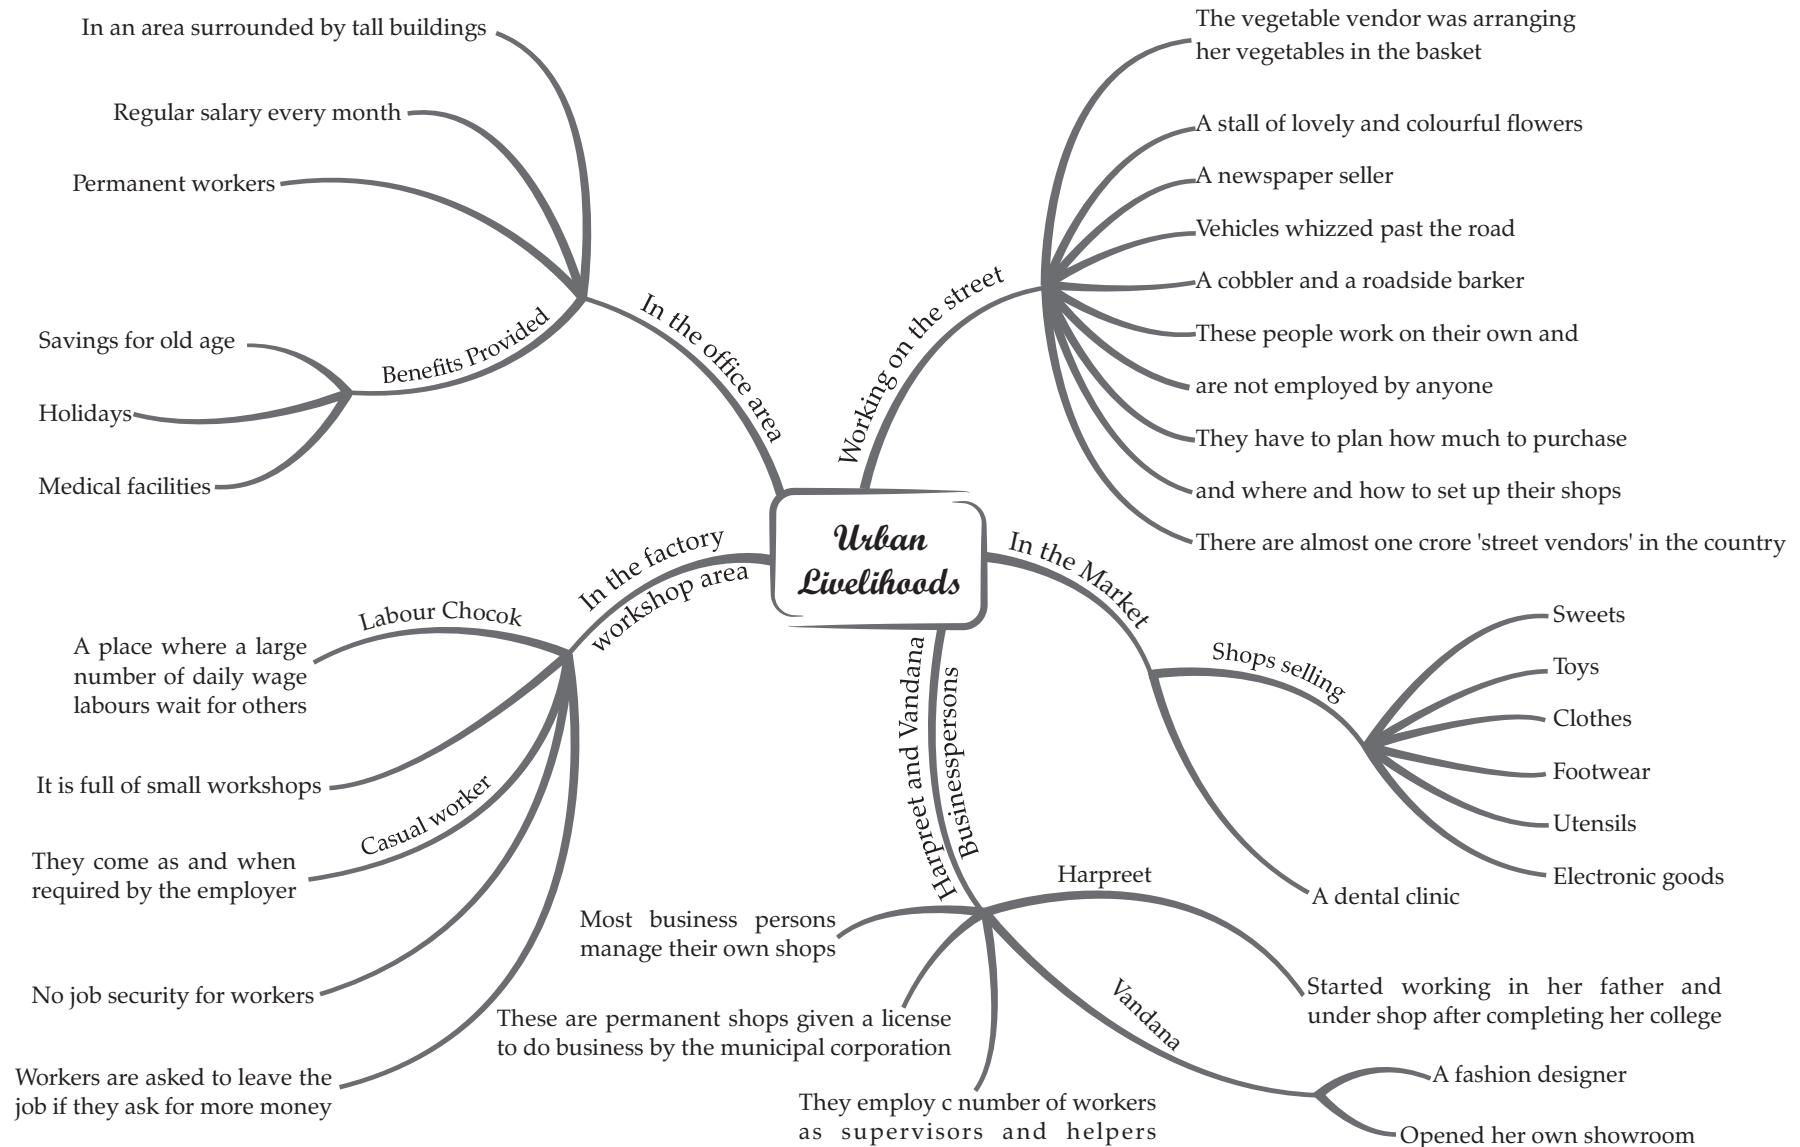 Urban
Livelihoods
In the office area
In an area surrounded by tall buildings
Regular salary every month
Permanent workers
Benefits Provided
Savings for old age
Holidays
Medical facilities
Working on the street
The vegetable vendor was arranging
her vegetables in the basket
A stall of lovely and colourful flowers
A newspaper seller
Vehicles whizzed past the road
A cobbler and a roadside barker
These people work on their own and
are not employed by anyone
They have to plan how much to purchase
and where and how to set up their shops
There are almost one crore 'street vendors' in the country
In the Market
Shops selling
Sweets
Toys
Clothes
Footwear
Utensils
Electronic goods
A dental clinic
Harpreet and Vandana
Businesspersons
Harpreet
Started working in her father and
under shop after completing her college
Vandana
A fashion designer
Opened her own showroom
Most business persons
manage their own shops
These are permanent shops given a license
to do business by the municipal corporation
They employ c number of workers
as supervisors and helpers
In the factory
workshop area
Labour Chocok
A place where a large
number of daily wage
labours wait for others
It is full of small workshops
Casual worker
They come as and when
required by the employer
No job security for workers
Workers are asked to leave the
job if they ask for more money